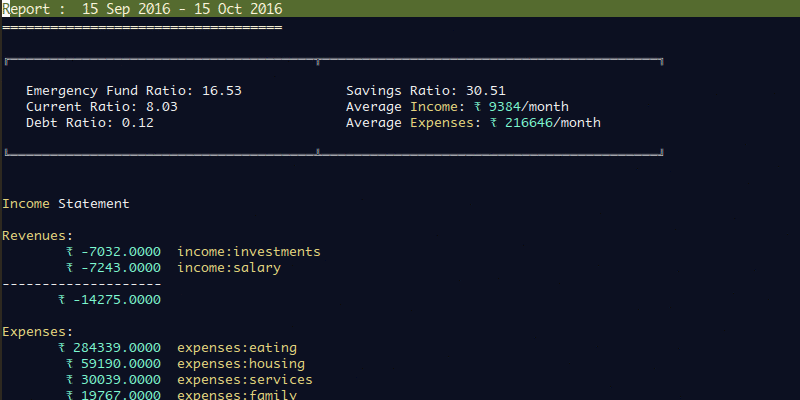 Report :  15 Sep 2016 - 15 Oct 2016
===================================
Emergency Fund Ratio: 16.53    Savings Ratio: 30.51
Current Ratio: 8.03    Average Income: ₹ 9384/month
Debt Ratio: 0.12    Average Expenses: ₹ 216646/month
Income Statement
Revenues:
₹ -7032.0000  income:investments
₹ -7243.0000  income:salary
--------------------
₹ -14275.0000
Expenses:
₹ 284339.0000  expenses:eating
₹ 59190.0000  expenses:housing
₹ 30039.0000  expenses:services
₹ 19767.0000  expenses:family